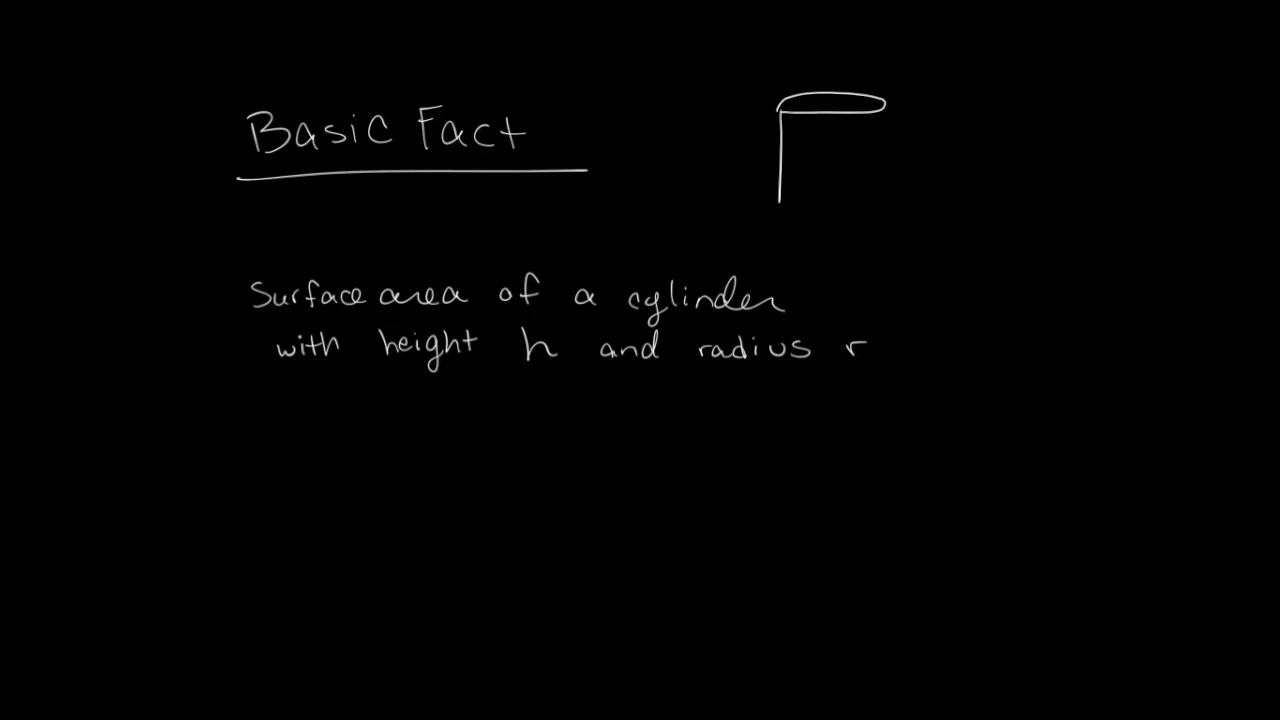 Basic Fact
Surface area of a cylinder
with height h and radius r